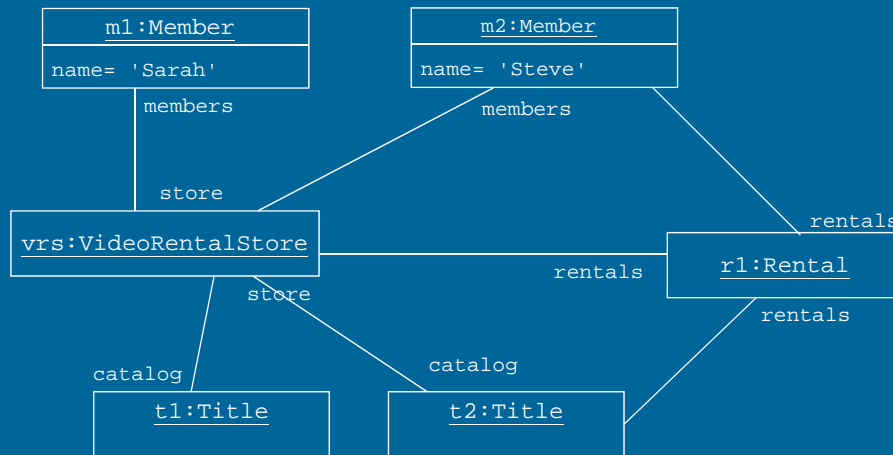 m1:Member
m2:Member
name= 'Sarah'
name= 'Steve'
members
members
store
rentals
vrs:VideoRentalStore
r1:Rental
rentals
store
rentals
catalog
catalog
t1:Title
t2:Title